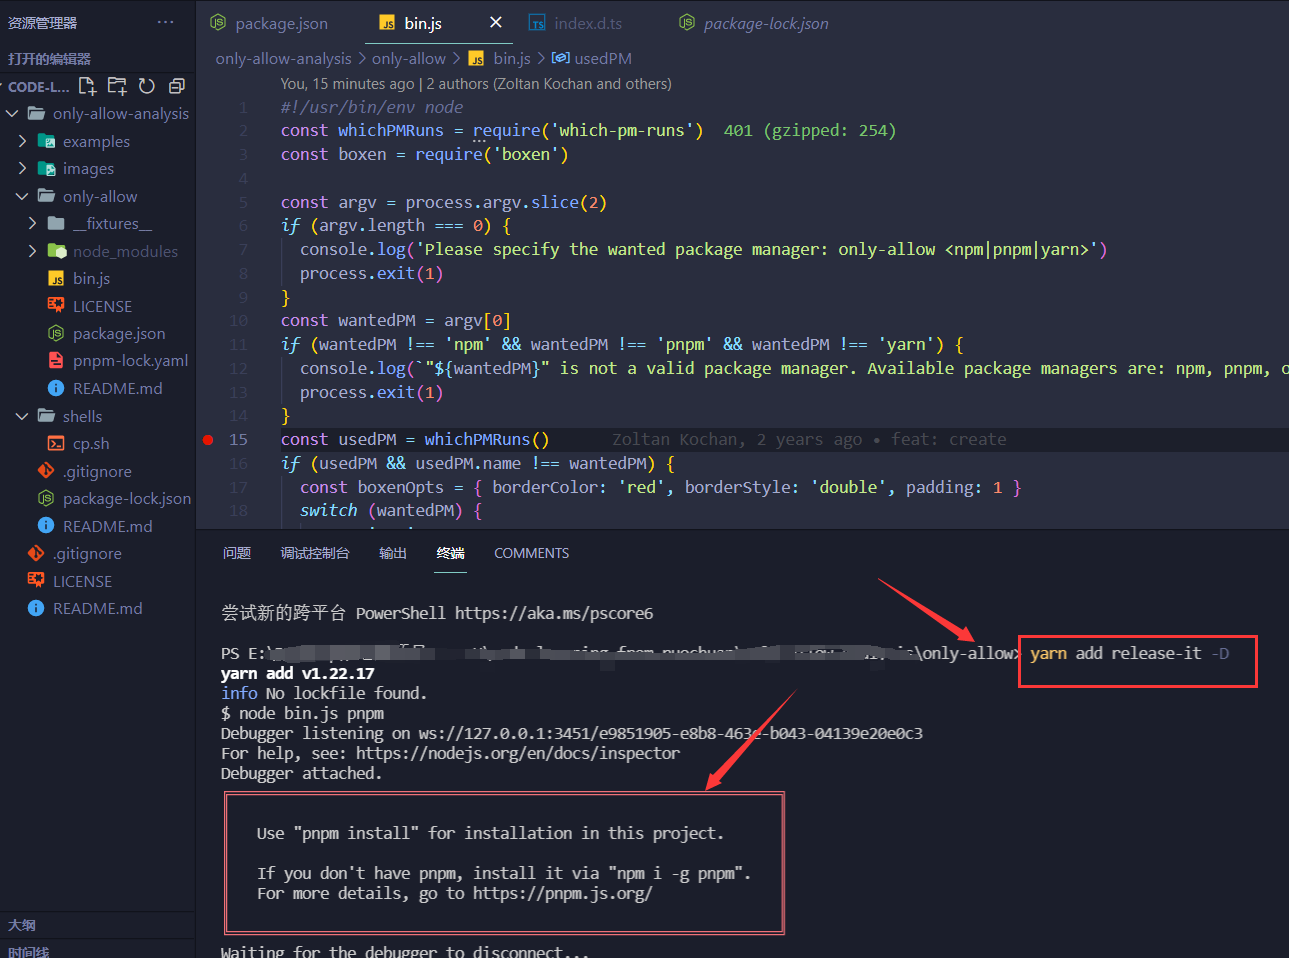 资源管理器
···
打开的编辑器
CODE-L...
only-allow-analysis
examples
images
only-allow
__fixtures__
node_modules
bin.js
LICENSE
package.json
pnpm-lock.yaml
README.md
shells
cp.sh
.gitignore
package-lock.json
README.md
.gitignore
LICENSE
README.md
大纲
时间线
package.json
JS bin.js
TS index.d.ts
package-lock.json
only-allow-analysis > only-allow > JS bin.js > usedPM
You, 15 minutes ago | 2 authors (Zoltan Kochan and others)
1 #!/usr/bin/env node
2 const whichPMRuns = require('which-pm-runs') 401 (gzipped: 254)
3 const boxen = require('boxen')
4
5 const argv = process.argv.slice(2)
6 if (argv.length === 0) {
7 console.log('Please specify the wanted package manager: only-allow <npm|pnpm|yarn>')
8 process.exit(1)
9 }
10 const wantedPM = argv[0]
11 if (wantedPM !== 'npm' && wantedPM !== 'pnpm' && wantedPM !== 'yarn') {
12 console.log(`"${wantedPM}" is not a valid package manager. Available package managers are: npm, pnpm, o
13 process.exit(1)
14 }
15 const usedPM = whichPMRuns() Zoltan Kochan, 2 years ago • feat: create
16 if (usedPM && usedPM.name !== wantedPM) {
17 const boxenOpts = { borderColor: 'red', borderStyle: 'double', padding: 1 }
18 switch (wantedPM) {
问题 调试控制台 输出 终端 COMMENTS
尝试新的跨平台 PowerShell https://aka.ms/pscore6
PS E:\ \only-allow> yarn add release-it -D
yarn add v1.22.17
info No lockfile found.
$ node bin.js pnpm
Debugger listening on ws://127.0.0.1:3451/e9851905-e8b8-463e-b043-04139e20e0c3
For help, see: https://nodejs.org/en/docs/inspector
Debugger attached.
Use "pnpm install" for installation in this project.
If you don't have pnpm, install it via "npm i -g pnpm".
For more details, go to https://pnpm.js.org/
Waiting for the debugger to disconnect...